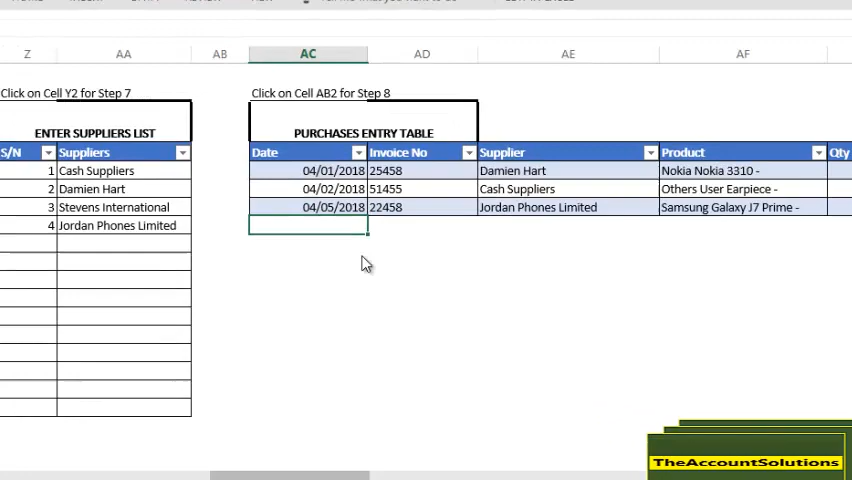 Z AA AB AC AD AE AF
Click on Cell Y2 for Step 7 Click on Cell AB2 for Step 8
ENTER SUPPLIERS LIST PURCHASES ENTRY TABLE
S/N Suppliers Date Invoice No Supplier Product Qty
1 Cash Suppliers 04/01/2018 25458 Damien Hart Nokia Nokia 3310 -
2 Damien Hart 04/02/2018 51455 Cash Suppliers Others User Earpiece -
3 Stevens International 04/05/2018 22458 Jordan Phones Limited Samsung Galaxy J7 Prime -
4 Jordan Phones Limited
TheAccountSolutions